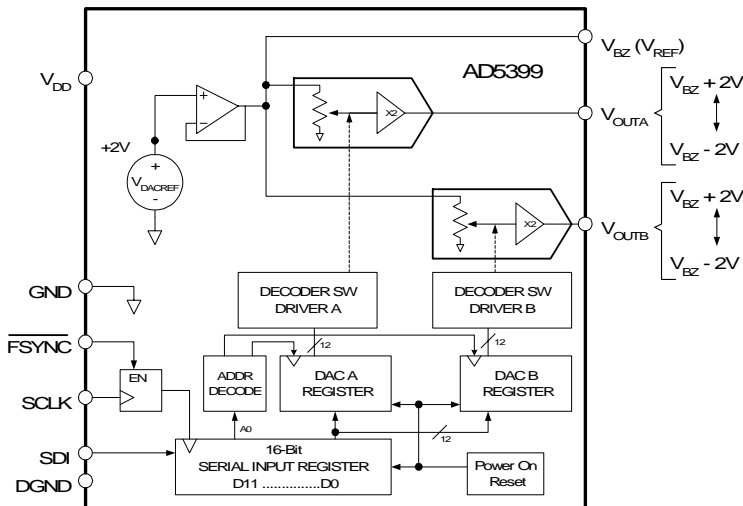 V_BZ (V_REF)
AD5399
V_DD
V_BZ + 2V
V_OUTA
V_BZ - 2V
X2
+
-
+2V
+
V_DACREF
-
V_BZ + 2V
V_OUTB
V_BZ - 2V
X2
GND
DECODER SW
DRIVER A
DECODER SW
DRIVER B
12
12
FSYNC
EN
ADDR
DECODE
DAC A
REGISTER
DAC B
REGISTER
SCLK
A0
12
SDI
16-Bit
SERIAL INPUT REGISTER
D11 ...............D0
Power On
Reset
DGND